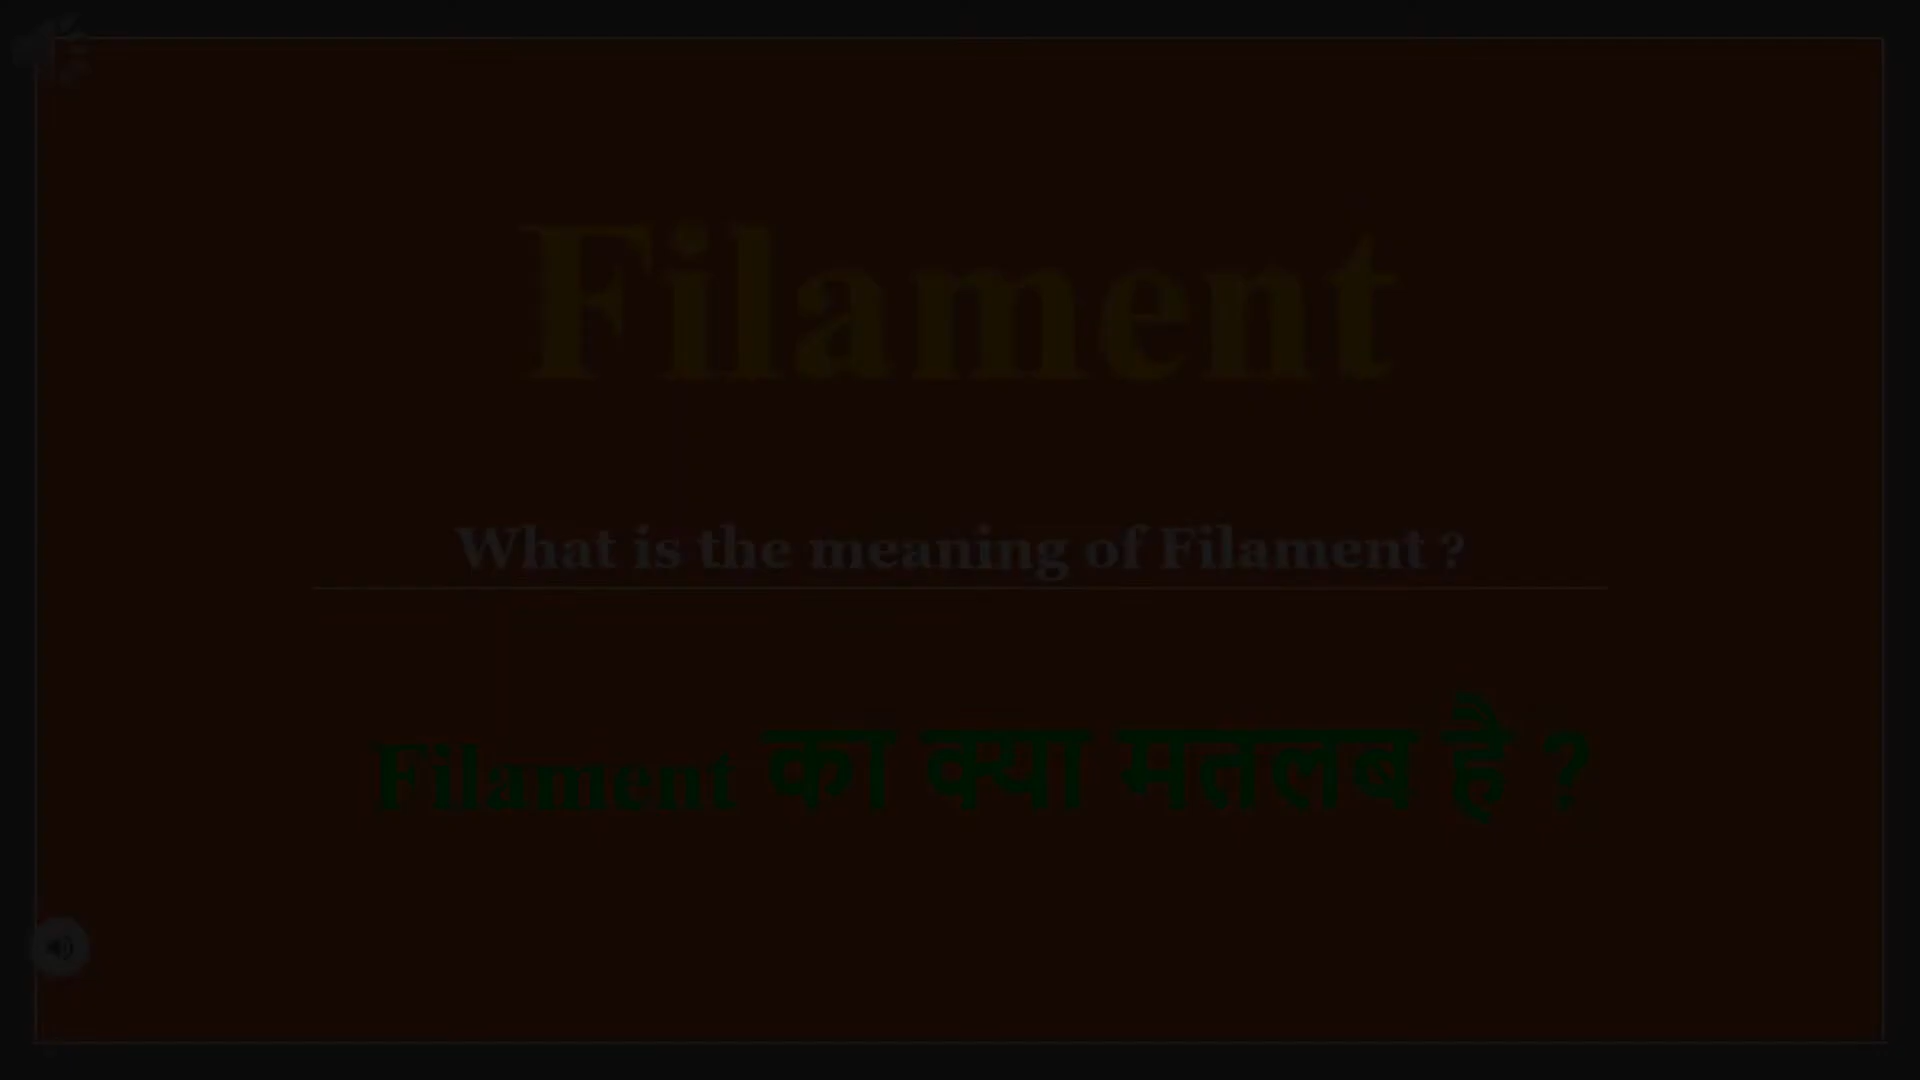 Filament
What is the meaning of Filament ?
Filament का क्या मतलब है ?